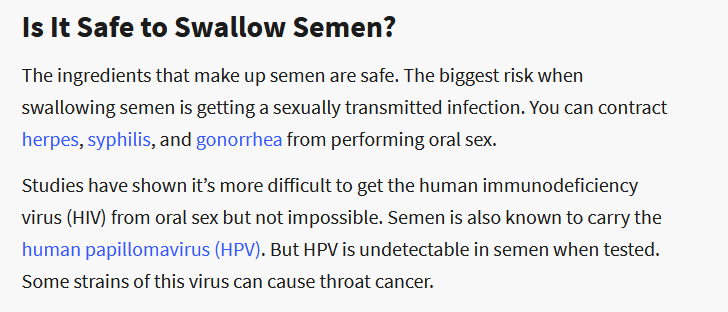 Is It Safe to Swallow Semen?
The ingredients that make up semen are safe. The biggest risk when
swallowing semen is getting a sexually transmitted infection. You can contract
herpes, syphilis, and gonorrhea from performing oral sex.
Studies have shown it’s more difficult to get the human immunodeficiency
virus (HIV) from oral sex but not impossible. Semen is also known to carry the
human papillomavirus (HPV). But HPV is undetectable in semen when tested.
Some strains of this virus can cause throat cancer.